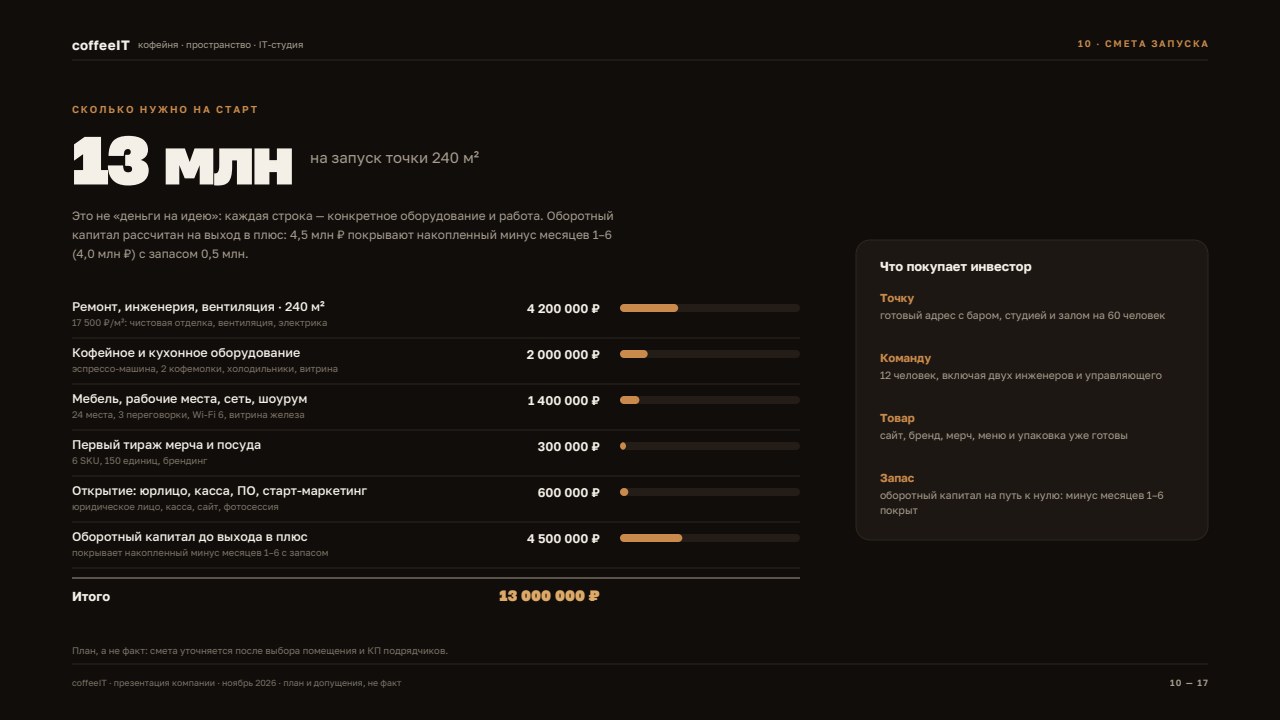 coffeeIT кофейня · пространство · IT-студия
10 · СМЕТА ЗАПУСКА
СКОЛЬКО НУЖНО НА СТАРТ
13 млн на запуск точки 240 м²
Это не «деньги на идею»: каждая строка — конкретное оборудование и работа. Оборотный
капитал рассчитан на выход в плюс: 4,5 млн ₽ покрывают накопленный минус месяцев 1–6
(4,0 млн ₽) с запасом 0,5 млн.
Ремонт, инженерия, вентиляция · 240 м² 4 200 000 ₽
17 500 ₽/м²: чистовая отделка, вентиляция, электрика
Кофейное и кухонное оборудование 2 000 000 ₽
эспрессо-машина, 2 кофемолки, холодильники, витрина
Мебель, рабочие места, сеть, шоурум 1 400 000 ₽
24 места, 3 переговорки, Wi-Fi 6, витрина железа
Первый тираж мерча и посуда 300 000 ₽
6 SKU, 150 единиц, брендинг
Открытие: юрлицо, касса, ПО, старт-маркетинг 600 000 ₽
юридическое лицо, касса, сайт, фотосессия
Оборотный капитал до выхода в плюс 4 500 000 ₽
покрывает накопленный минус месяцев 1–6 с запасом
Итого 13 000 000 ₽
Что покупает инвестор
Точку
готовый адрес с баром, студией и залом на 60 человек
Команду
12 человек, включая двух инженеров и управляющего
Товар
сайт, бренд, мерч, меню и упаковка уже готовы
Запас
оборотный капитал на путь к нулю: минус месяцев 1–6
покрыт
План, а не факт: смета уточняется после выбора помещения и КП подрядчиков.
coffeeIT · презентация компании · ноябрь 2026 · план и допущения, не факт
10 — 17